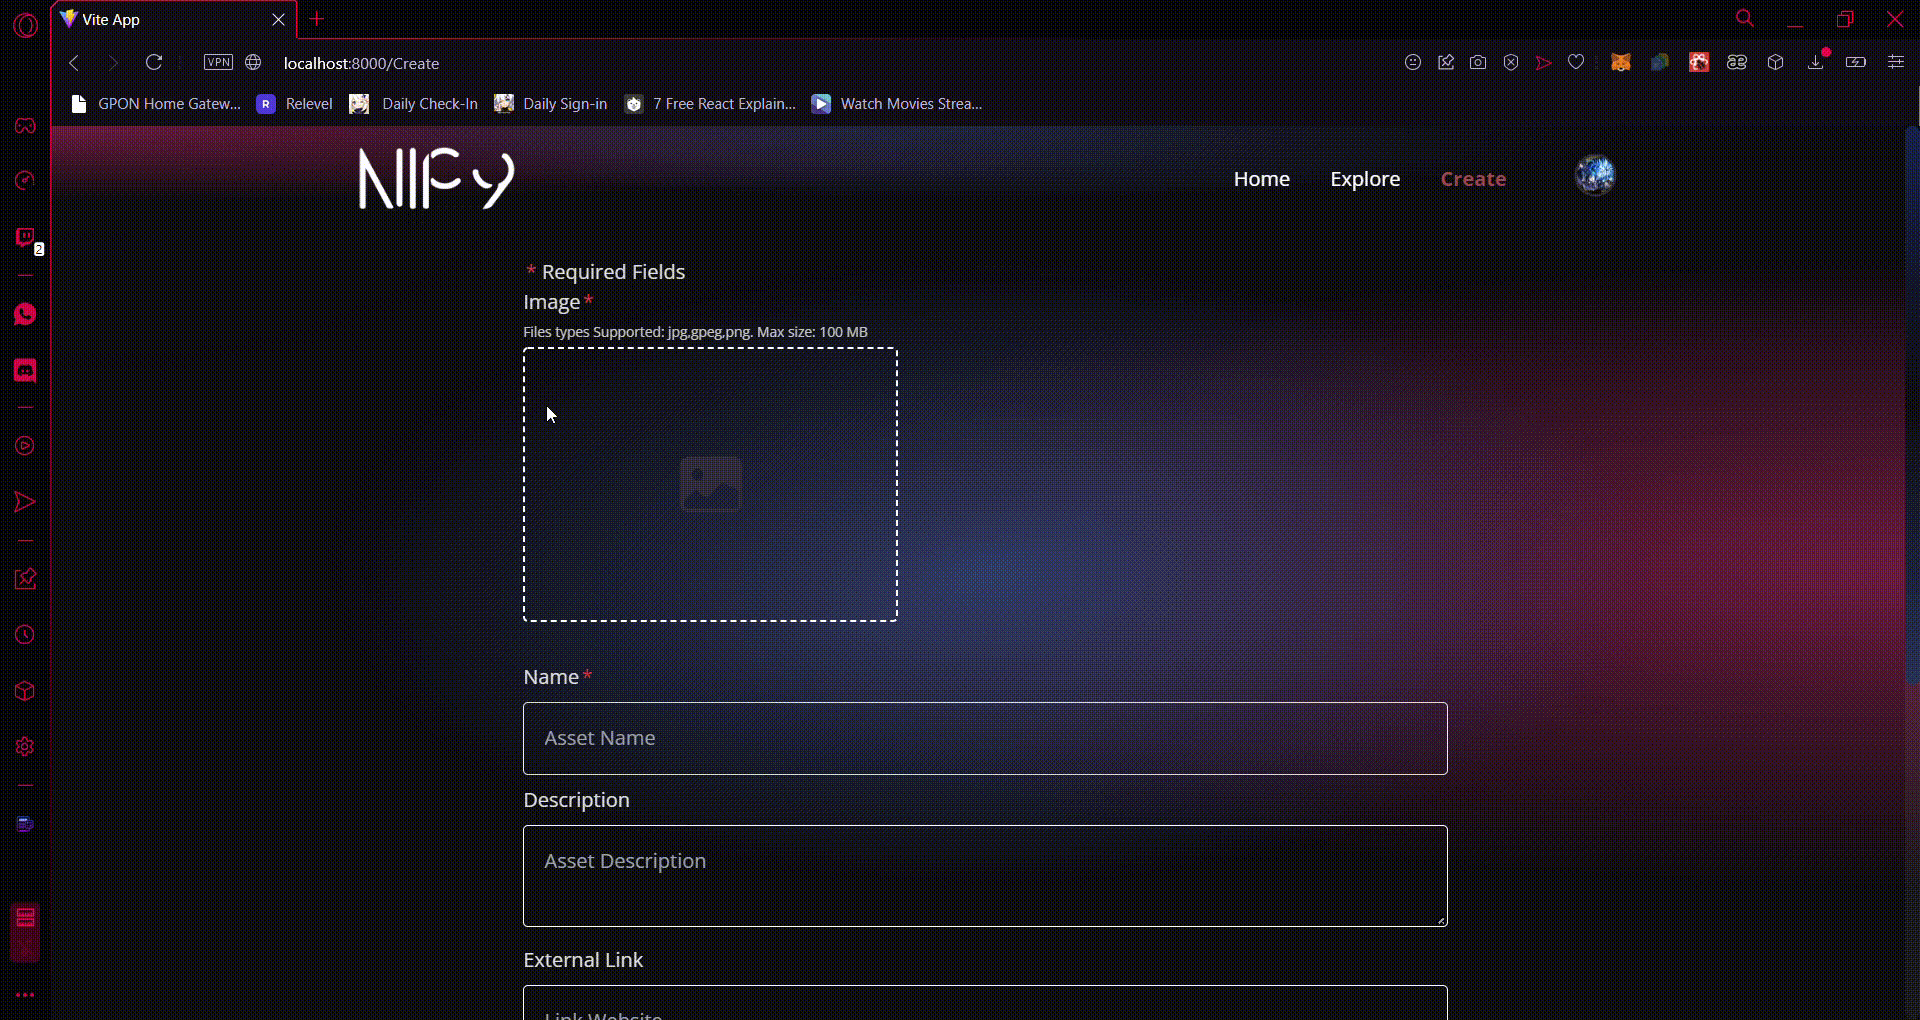 Vite App
VPN
localhost:8000/Create
GPON Home Gatew...
R
Relevel
Daily Check-In
Daily Sign-in
7 Free React Explain...
Watch Movies Strea...
2
NIFy
Home
Explore
Create
* Required Fields
Image*
Files types Supported: jpg,gpeg,png. Max size: 100 MB
Name*
Asset Name
Description
Asset Description
External Link
Link Website